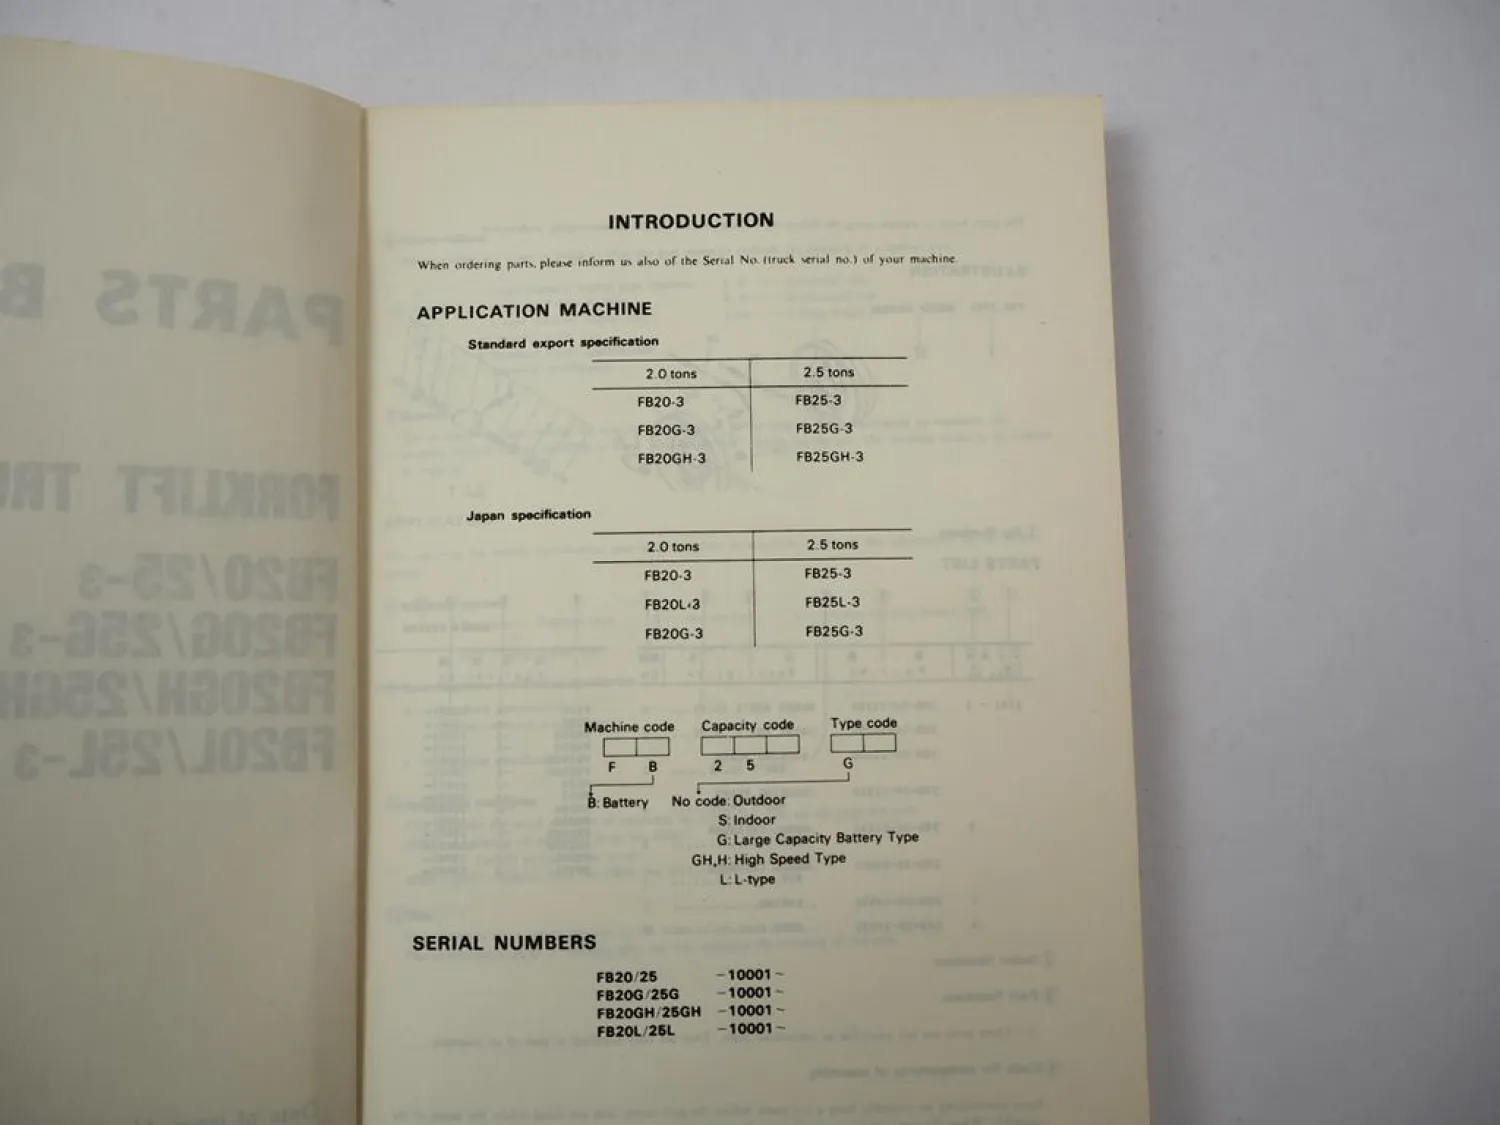 INTRODUCTION
When ordering parts, please inform us also of the Serial No. (truck serial no.) of your machine.
APPLICATION MACHINE
Standard export specification
2.0 tons 2.5 tons
FB20-3 FB25-3
FB20G-3 FB25G-3
FB20GH-3 FB25GH-3
Japan specification
2.0 tons 2.5 tons
FB20-3 FB25-3
FB20L-3 FB25L-3
FB20G-3 FB25G-3
Machine code Capacity code Type code
F B 2 5 G
B: Battery No code: Outdoor
S: Indoor
G: Large Capacity Battery Type
GH,H: High Speed Type
L: L-type
SERIAL NUMBERS
FB20/25 -10001~
FB20G/25G -10001~
FB20GH/25GH -10001~
FB20L/25L -10001~
PARTS B
FORKLIFT TRU
FB20/25-3
FB20G/25G-3
FB20GH/25GH
FB20L/25L-3